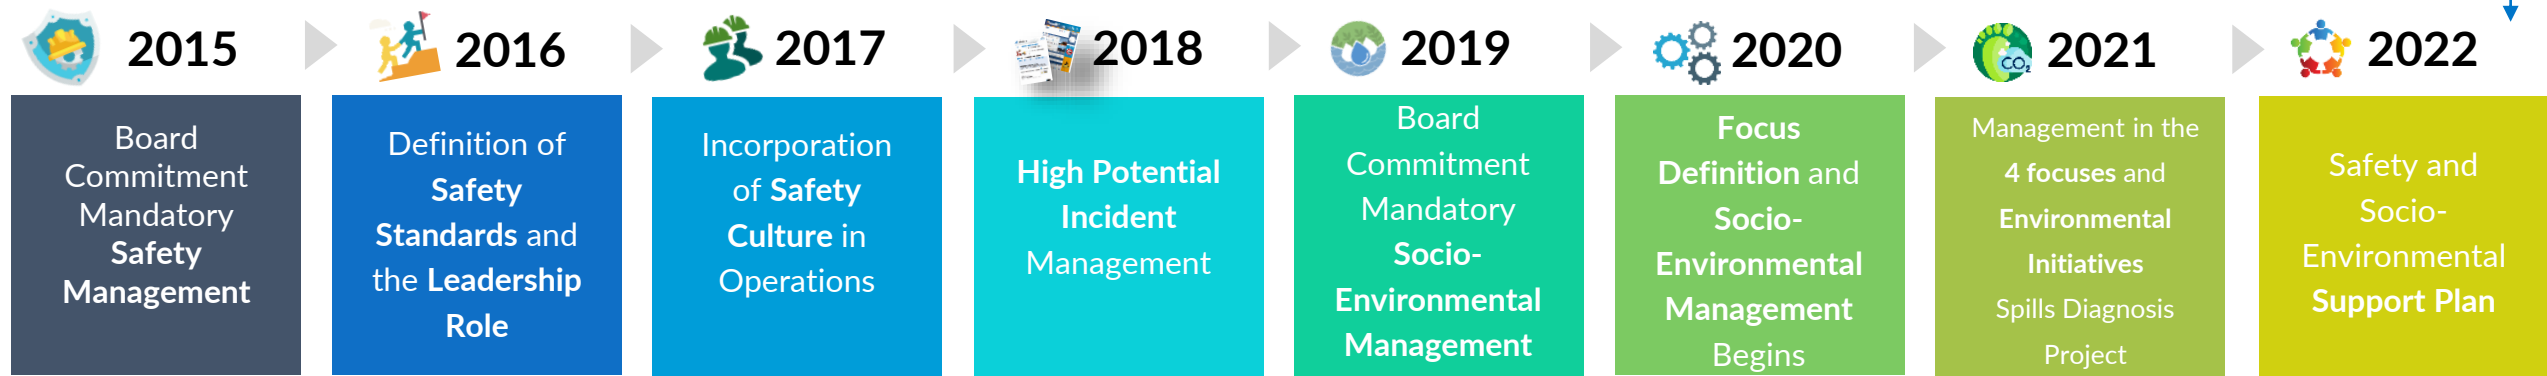 2015
Board
Commitment
Mandatory
Safety
Management
2016
Definition of
Safety
Standards and
the Leadership
Role
2017
Incorporation
of Safety
Culture in
Operations
2018
High Potential
Incident
Management
2019
Board
Commitment
Mandatory
Socio-
Environmental
Management
2020
Focus
Definition and
Socio-
Environmental
Management
Begins
2021
CO2
Management in the
4 focuses and
Environmental
Initiatives
Spills Diagnosis
Project
2022
Safety and
Socio-
Environmental
Support Plan